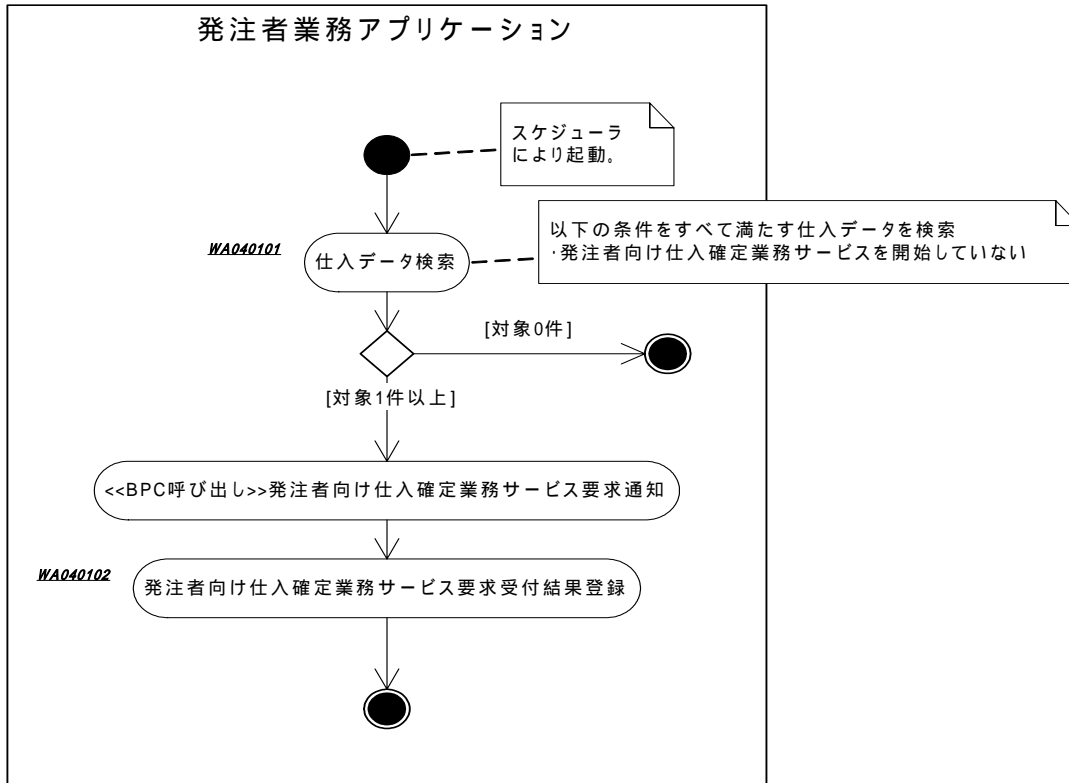 発注者業務アプリケーション
スケジューラ
により起動。
以下の条件をすべて満たす仕入データを検索
・発注者向け仕入確定業務サービスを開始していない
WA040101
仕入データ検索
[対象0件]
[対象1件以上]
<<BPC呼び出し>>発注者向け仕入確定業務サービス要求通知
WA040102
発注者向け仕入確定業務サービス要求受付結果登録